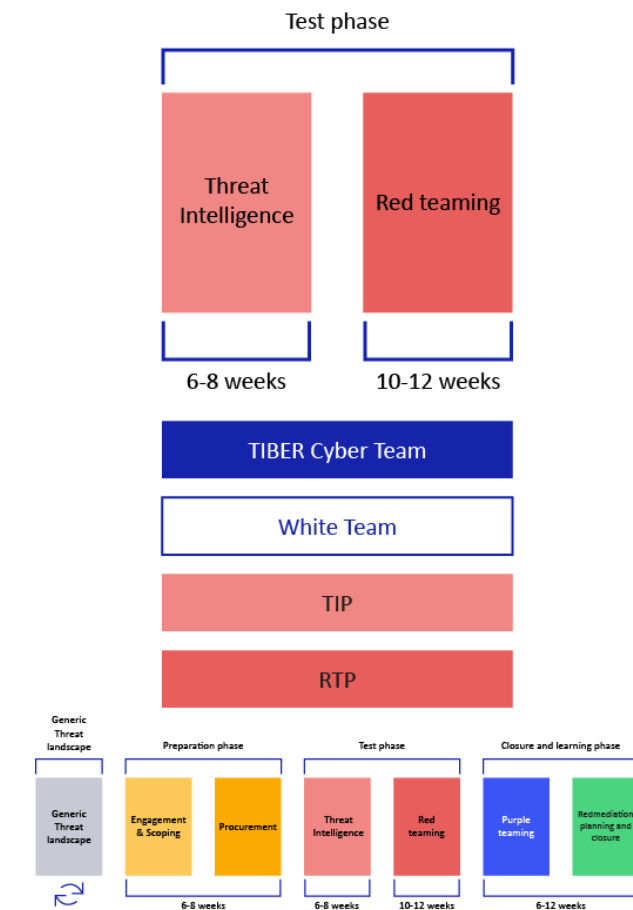 Test phase
Threat
Intelligence
Red teaming
6-8 weeks
10-12 weeks
TIBER Cyber Team
White Team
TIP
RTP
Generic
Threat
landscape
Preparation phase
Test phase
Closure and learning phase
Generic
Threat
landscape
Engagement
& Scoping
Procurement
Threat
Intelligence
Red
teaming
Purple
teaming
Redmediation
planning and
closure
6-8 weeks
6-8 weeks
10-12 weeks
6-12 weeks